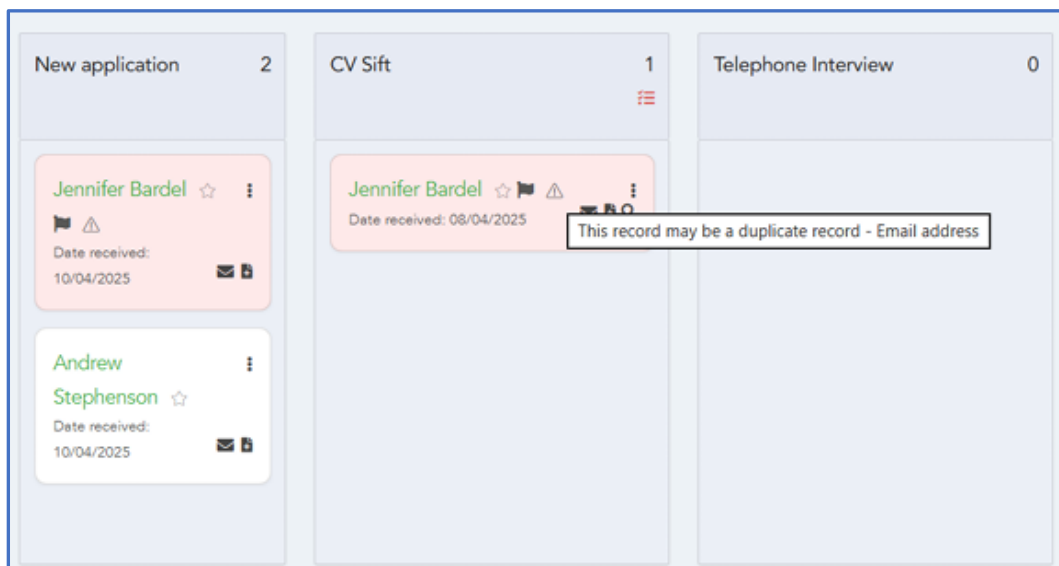 New application 2
CV Sift 1
Telephone Interview 0
Jennifer Bardel
Date received:
10/04/2025
Andrew
Stephenson
Date received:
10/04/2025
Jennifer Bardel
Date received: 08/04/2025
This record may be a duplicate record - Email address